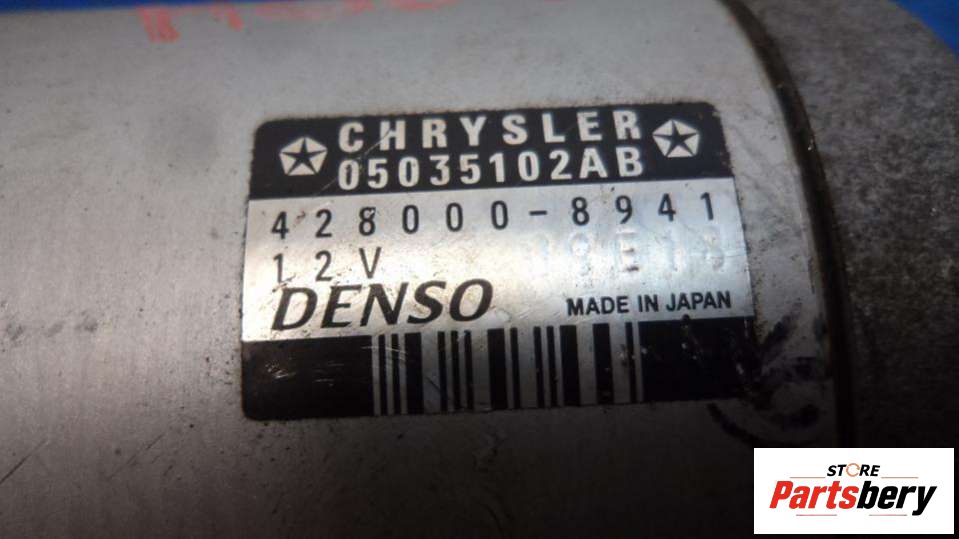 CHRYSLER
05035102AB
428000-8941
12V
DENSO MADE IN JAPAN
STORE
Partsbery